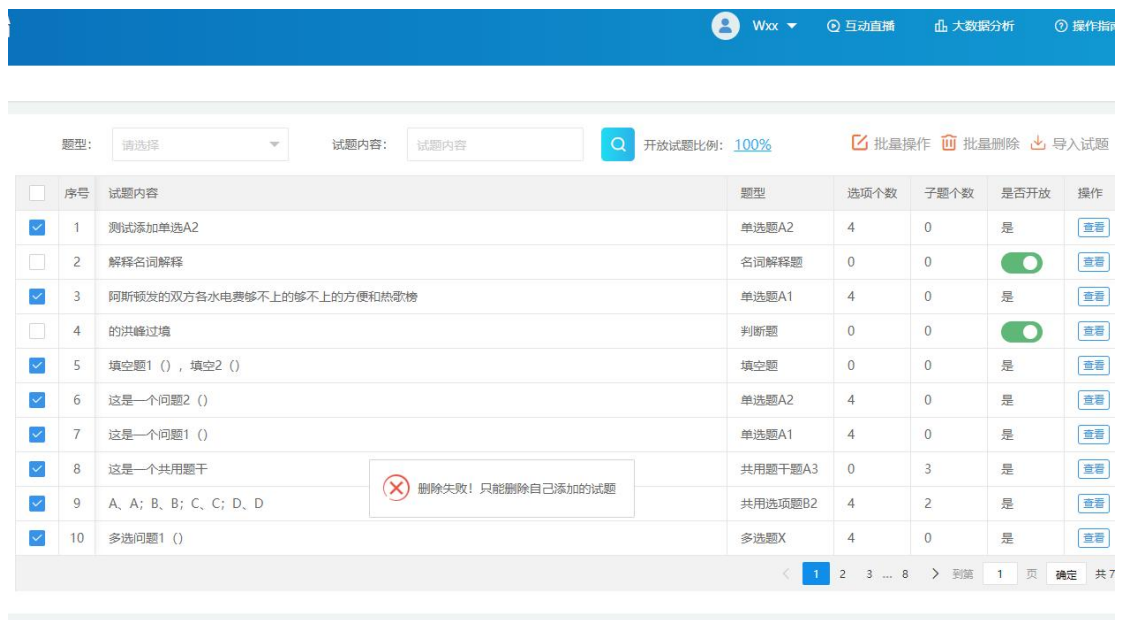 Wxx 互动直播 大数据分析 操作指南
题型： 请选择 试题内容： 试题内容 开放试题比例： 100% 批量操作 批量删除 导入试题
序号 试题内容 题型 选项个数 子题个数 是否开放 操作
1 测试添加单选A2 单选题A2 4 0 是 查看
2 解释名词解释 名词解释题 0 0 查看
3 阿斯顿发的双方各水电费够不上的够不上的方便和热歌榜 单选题A1 4 0 是 查看
4 的洪峰过境 判断题 0 0 查看
5 填空题1（），填空2（） 填空题 0 0 是 查看
6 这是一个问题2（） 单选题A2 4 0 是 查看
7 这是一个问题1（） 单选题A1 4 0 是 查看
8 这是一个共用题干 共用题干题A3 0 3 是 查看
删除失败！只能删除自己添加的试题
9 A、A；B、B；C、C；D、D 共用选项题B2 4 2 是 查看
10 多选问题1（） 多选题X 4 0 是 查看
1 2 3 ... 8 到第 1 页 确定 共7